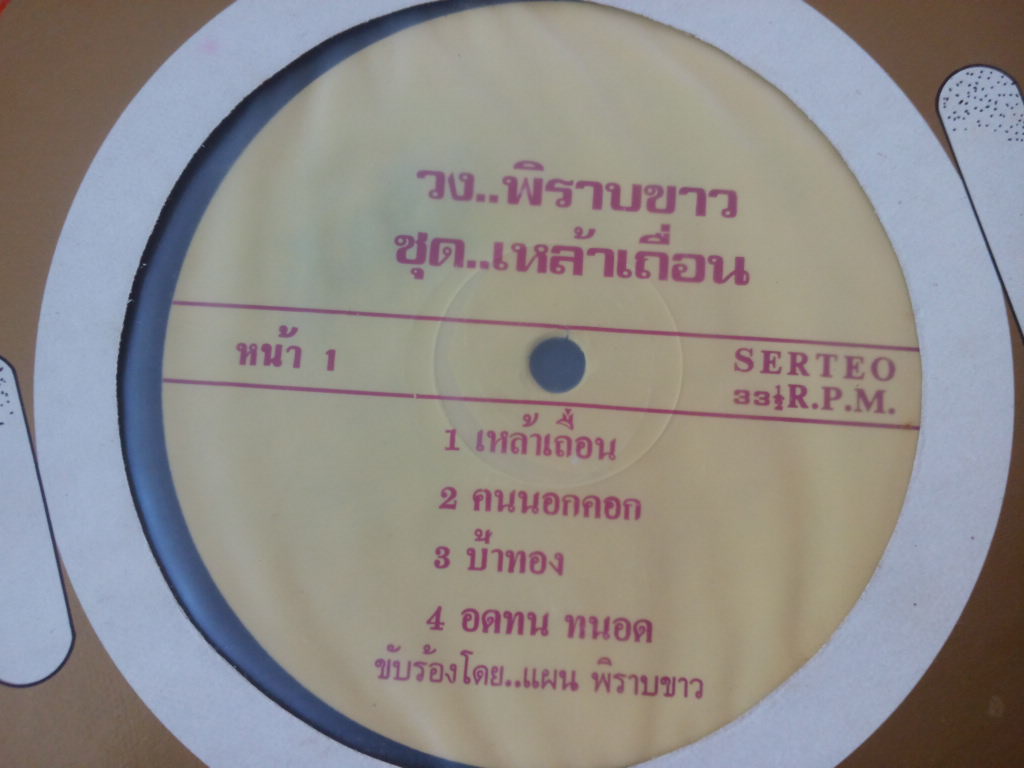 วง..พิราบขาว
ชุด..เหล้าเถื่อน
หน้า 1
SERTEO
33½R.P.M.
1 เหล้าเถื่อน
2 คนนอกคอก
3 ป้าทอง
4 อดทน ทนอด
ขับร้องโดย..แผน พิราบขาว